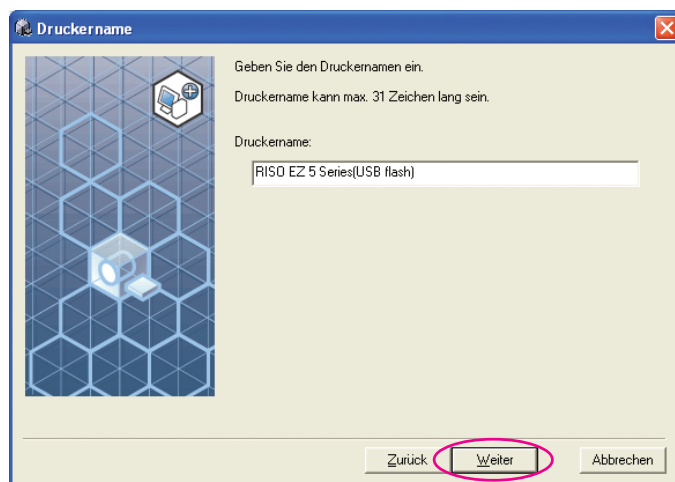 Druckername
Geben Sie den Druckernamen ein.
Druckername kann max. 31 Zeichen lang sein.
Druckername:
RISO EZ 5 Series(USB flash)
Zurück
Weiter
Abbrechen